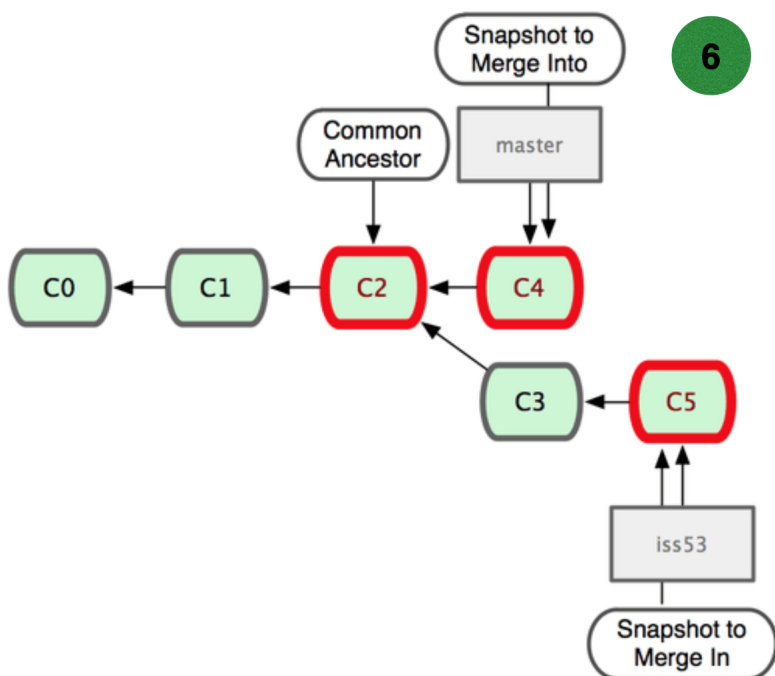 Snapshot to
Merge Into
6
Common
Ancestor
master
C0
C1
C2
C4
C3
C5
iss53
Snapshot to
Merge In